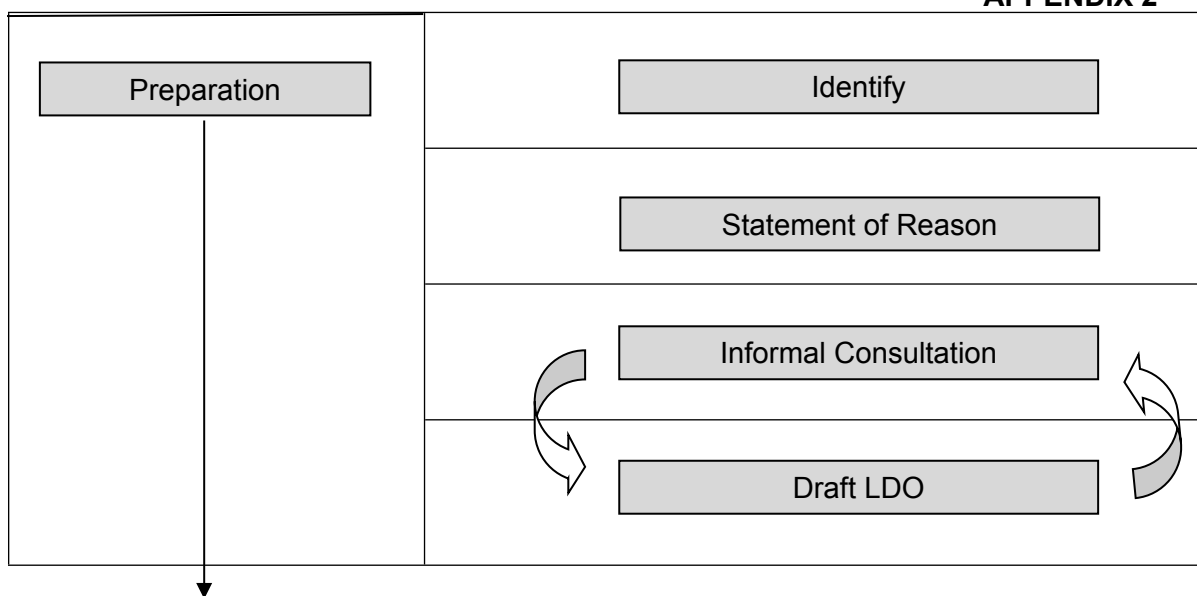 APPENDIX 2
Preparation
Identify
Statement of Reason
Informal Consultation
Draft LDO